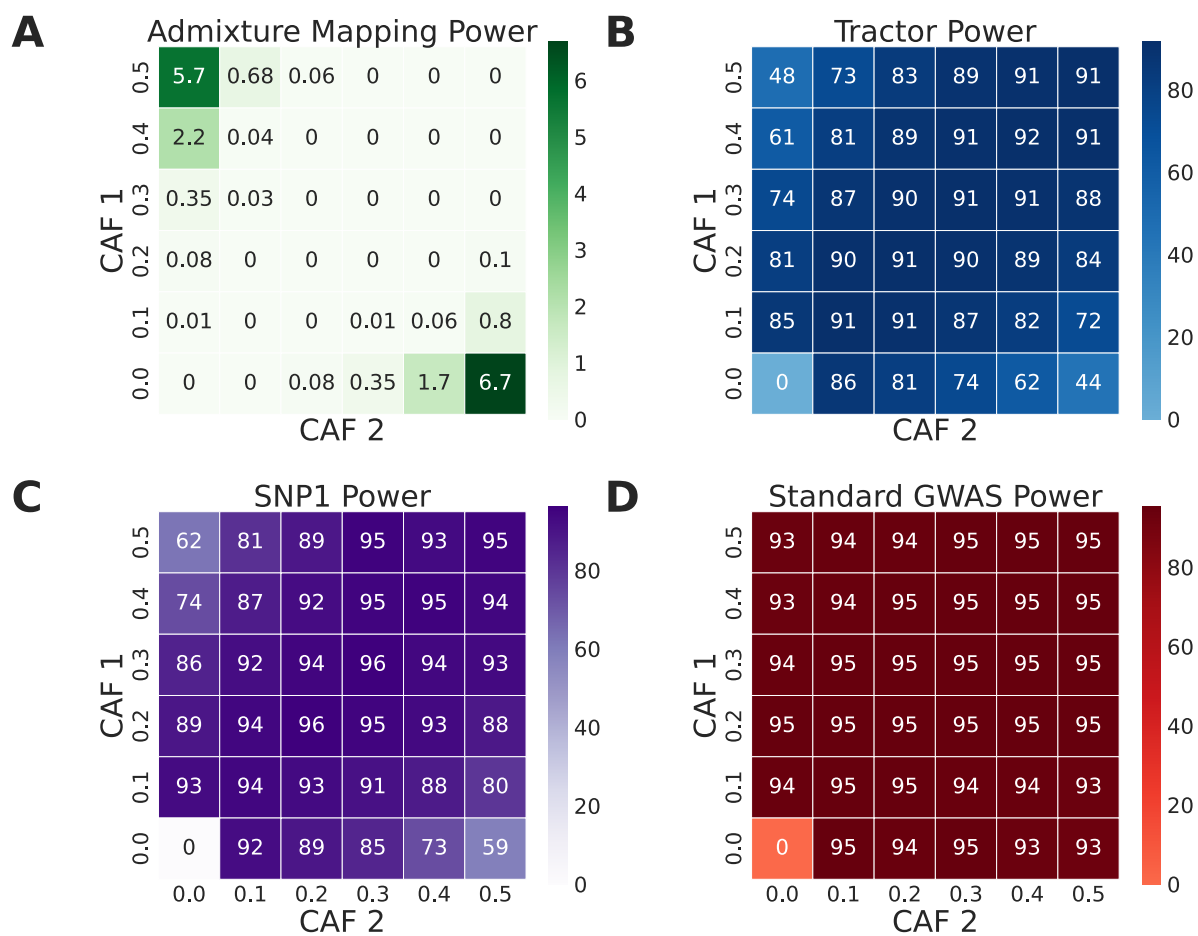 A
Admixture Mapping Power
0.5 5.7 0.68 0.06 0 0 0
0.4 2.2 0.04 0 0 0 0
0.3 0.35 0.03 0 0 0 0
0.2 0.08 0 0 0 0 0.1
0.1 0.01 0 0 0.01 0.06 0.8
0.0 0 0 0.08 0.35 1.7 6.7
CAF 1
CAF 2
6
5
4
3
2
1
0
B
Tractor Power
0.5 48 73 83 89 91 91
0.4 61 81 89 91 92 91
0.3 74 87 90 91 91 88
0.2 81 90 91 90 89 84
0.1 85 91 91 87 82 72
0.0 0 86 81 74 62 44
CAF 1
CAF 2
80
60
40
20
0
C
SNP1 Power
0.5 62 81 89 95 93 95
0.4 74 87 92 95 95 94
0.3 86 92 94 96 94 93
0.2 89 94 96 95 93 88
0.1 93 94 93 91 88 80
0.0 0 92 89 85 73 59
0.0 0.1 0.2 0.3 0.4 0.5
CAF 1
CAF 2
80
60
40
20
0
D
Standard GWAS Power
0.5 93 94 94 95 95 95
0.4 93 94 95 95 95 95
0.3 94 95 95 95 95 95
0.2 95 95 95 95 95 95
0.1 94 95 95 94 94 93
0.0 0 95 94 95 93 93
0.0 0.1 0.2 0.3 0.4 0.5
CAF 1
CAF 2
80
60
40
20
0